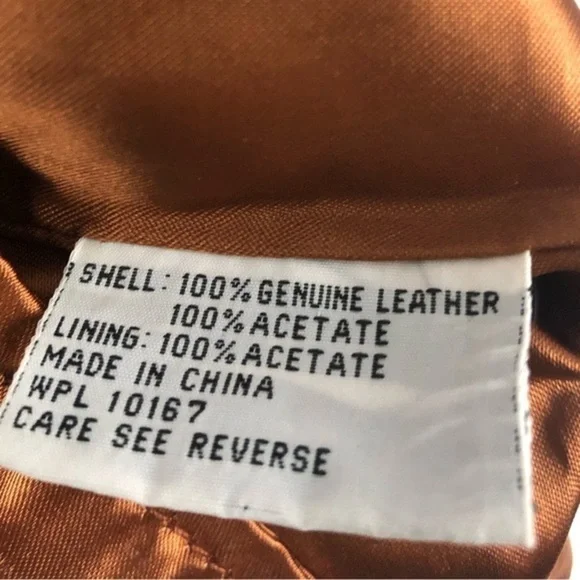 SHELL: 100% GENUINE LEATHER
100% ACETATE
LINING: 100% ACETATE
MADE IN CHINA
WPL 10167
CARE SEE REVERSE